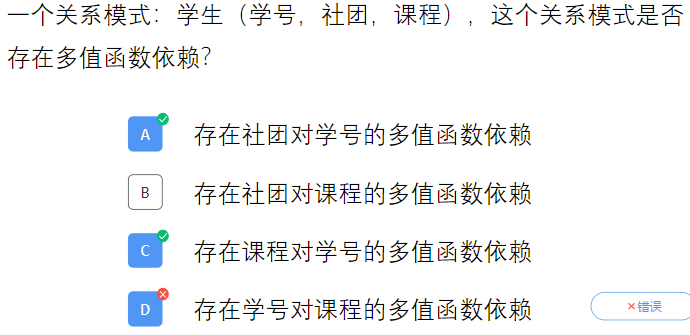 一个关系模式：学生（学号，社团，课程），这个关系模式是否
存在多值函数依赖？
A 存在社团对学号的多值函数依赖
B 存在社团对课程的多值函数依赖
C 存在课程对学号的多值函数依赖
D 存在学号对课程的多值函数依赖
×错误